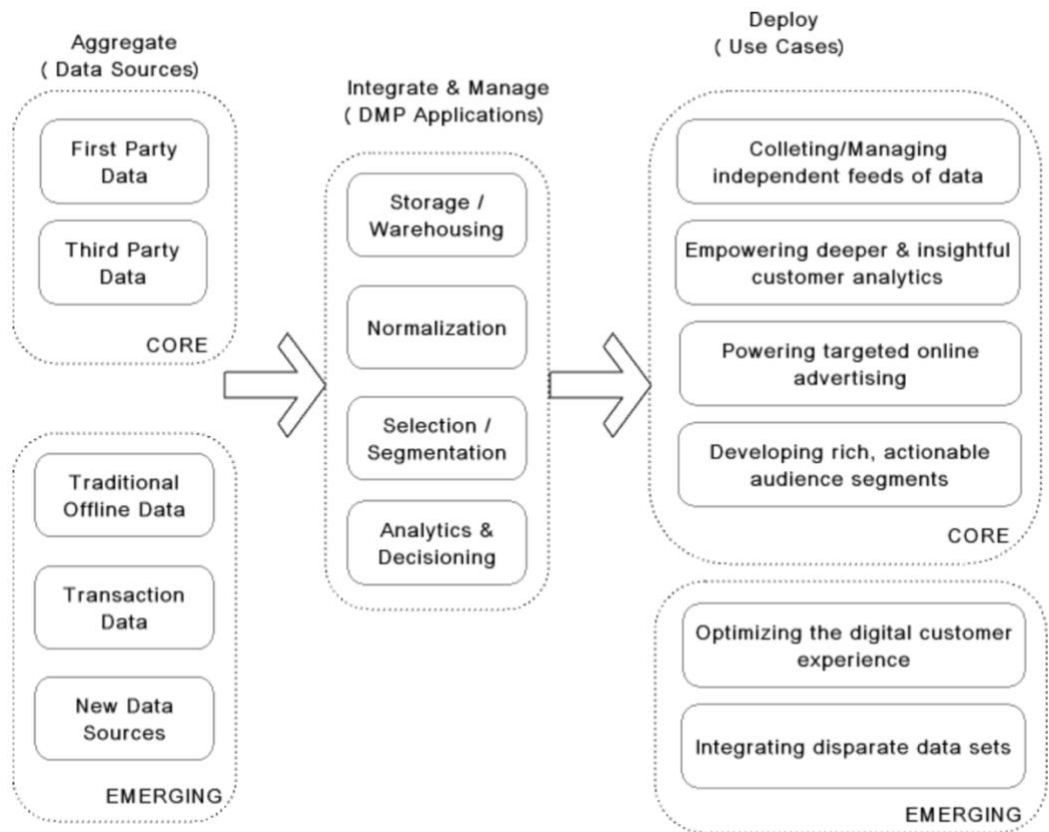 Aggregate
( Data Sources)
First Party
Data
Third Party
Data
CORE
Traditional
Offline Data
Transaction
Data
New Data
Sources
EMERGING
Integrate & Manage
( DMP Applications)
Storage /
Warehousing
Normalization
Selection /
Segmentation
Analytics &
Decisioning
Deploy
( Use Cases)
Colleting/Managing
independent feeds of data
Empowering deeper & insightful
customer analytics
Powering targeted online
advertising
Developing rich, actionable
audience segments
CORE
Optimizing the digital customer
experience
Integrating disparate data sets
EMERGING